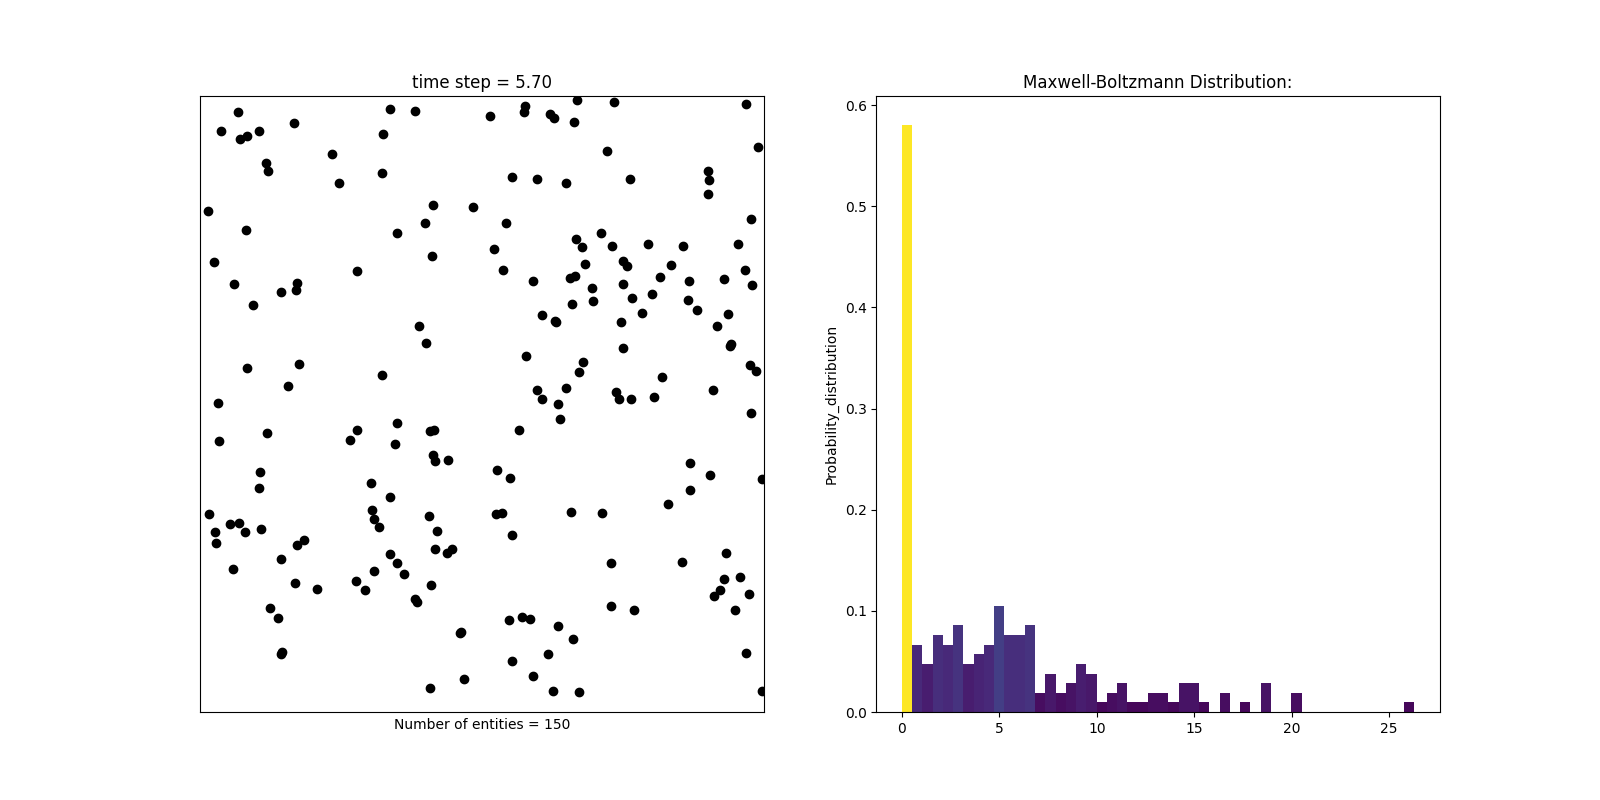 time step = 5.70
Number of entities = 150
Maxwell-Boltzmann Distribution:
Probability_distribution
0.6
0.5
0.4
0.3
0.2
0.1
0.0
0 5 10 15 20 25